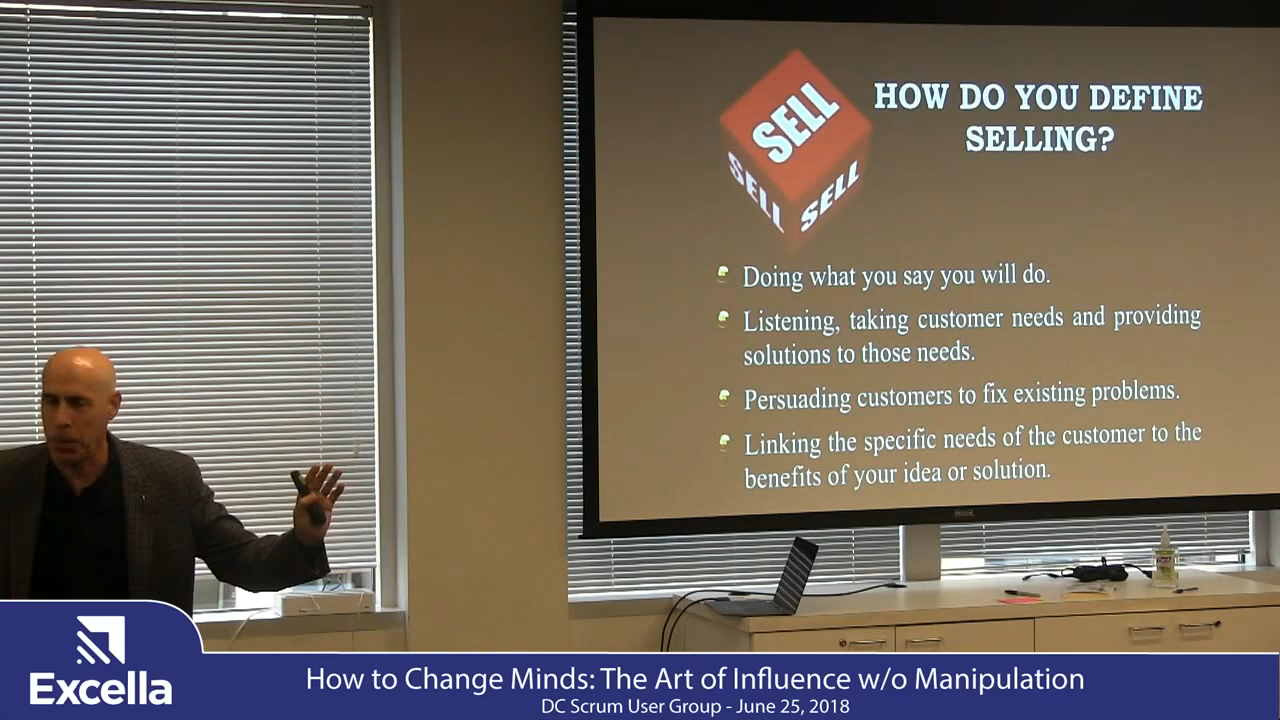 SELL
SELL
SELL
HOW DO YOU DEFINE
SELLING?
Doing what you say you will do.
Listening, taking customer needs and providing
solutions to those needs.
Persuading customers to fix existing problems.
Linking the specific needs of the customer to the
benefits of your idea or solution.
Excella
How to Change Minds: The Art of Influence w/o Manipulation
DC Scrum User Group - June 25, 2018